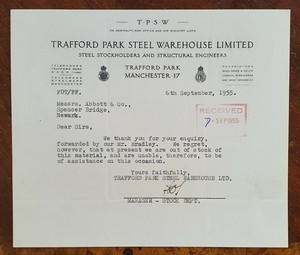 T·P·S·W
TRAFFORD PARK STEEL WAREHOUSE LIMITED
STEEL STOCKHOLDERS AND STRUCTURAL ENGINEERS
TRAFFORD PARK
MANCHESTER·17
6th September, 1955.
Messrs. Abbott & Co.,
Spencer Bridge,
Newark.
RECEIVED
7-SEP 1955
Dear Sirs,
We thank you for your enquiry,
forwarded by our Mr. Bradley. We regret,
however, that at present we are out of stock
of this material, and are unable, therefore, to be
of assistance on this occasion.
Yours faithfully,
TRAFFORD PARK STEEL WAREHOUSE LTD.
MANAGER - STOCK DEPT.